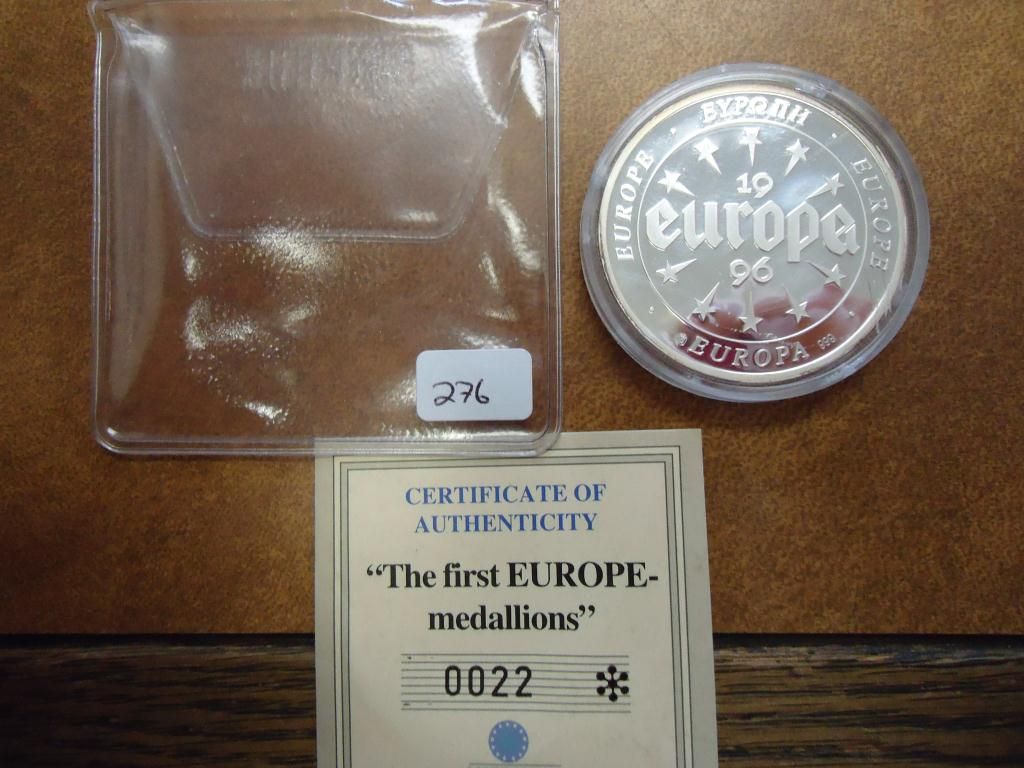 ΕΥΡΩΠΗ
EUROPE
EUROPE
19
europa
96
EUROPA 999
276
CERTIFICATE OF
AUTHENTICITY
“The first EUROPE-
medallions”
0022